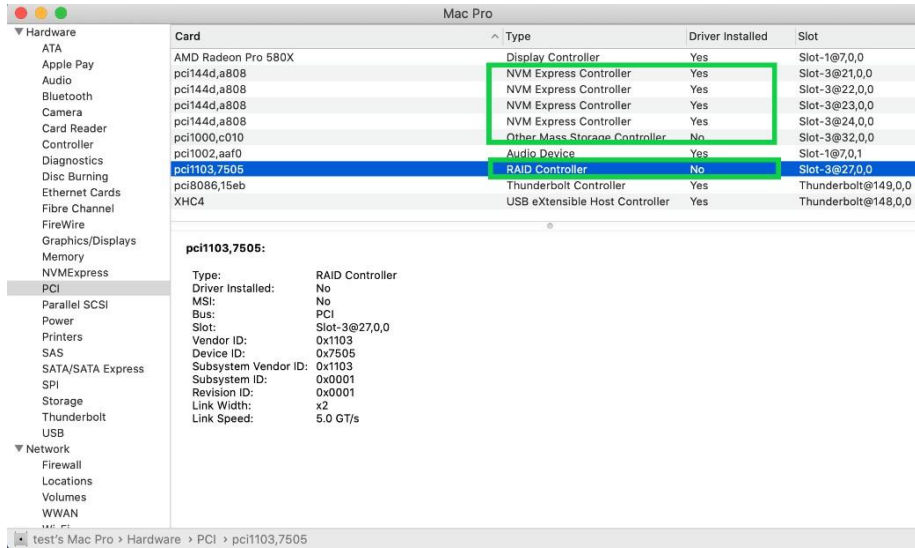 Mac Pro
Hardware
ATA
Apple Pay
Audio
Bluetooth
Camera
Card Reader
Controller
Diagnostics
Disc Burning
Ethernet Cards
Fibre Channel
FireWire
Graphics/Displays
Memory
NVMExpress
PCI
Parallel SCSI
Power
Printers
SAS
SATA/SATA Express
SPI
Storage
Thunderbolt
USB
Network
Firewall
Locations
Volumes
WWAN
Wi-Fi
Card Type Driver Installed Slot
AMD Radeon Pro 580X Display Controller Yes Slot-1@7,0,0
pci144d,a808 NVM Express Controller Yes Slot-3@21,0,0
pci144d,a808 NVM Express Controller Yes Slot-3@22,0,0
pci144d,a808 NVM Express Controller Yes Slot-3@23,0,0
pci144d,a808 NVM Express Controller Yes Slot-3@24,0,0
pci1000,c010 Other Mass Storage Controller No Slot-3@32,0,0
pci1002,aaf0 Audio Device Yes Slot-1@7,0,1
pci1103,7505 RAID Controller No Slot-3@27,0,0
pci8086,15eb Thunderbolt Controller Yes Thunderbolt@149,0,0
XHC4 USB eXtensible Host Controller Yes Thunderbolt@148,0,0
pci1103,7505:
Type: RAID Controller
Driver Installed: No
MSI: No
Bus: PCI
Slot: Slot-3@27,0,0
Vendor ID: 0x1103
Device ID: 0x7505
Subsystem Vendor ID: 0x1103
Subsystem ID: 0x0001
Revision ID: 0x0001
Link Width: x2
Link Speed: 5.0 GT/s
test's Mac Pro › Hardware › PCI › pci1103,7505